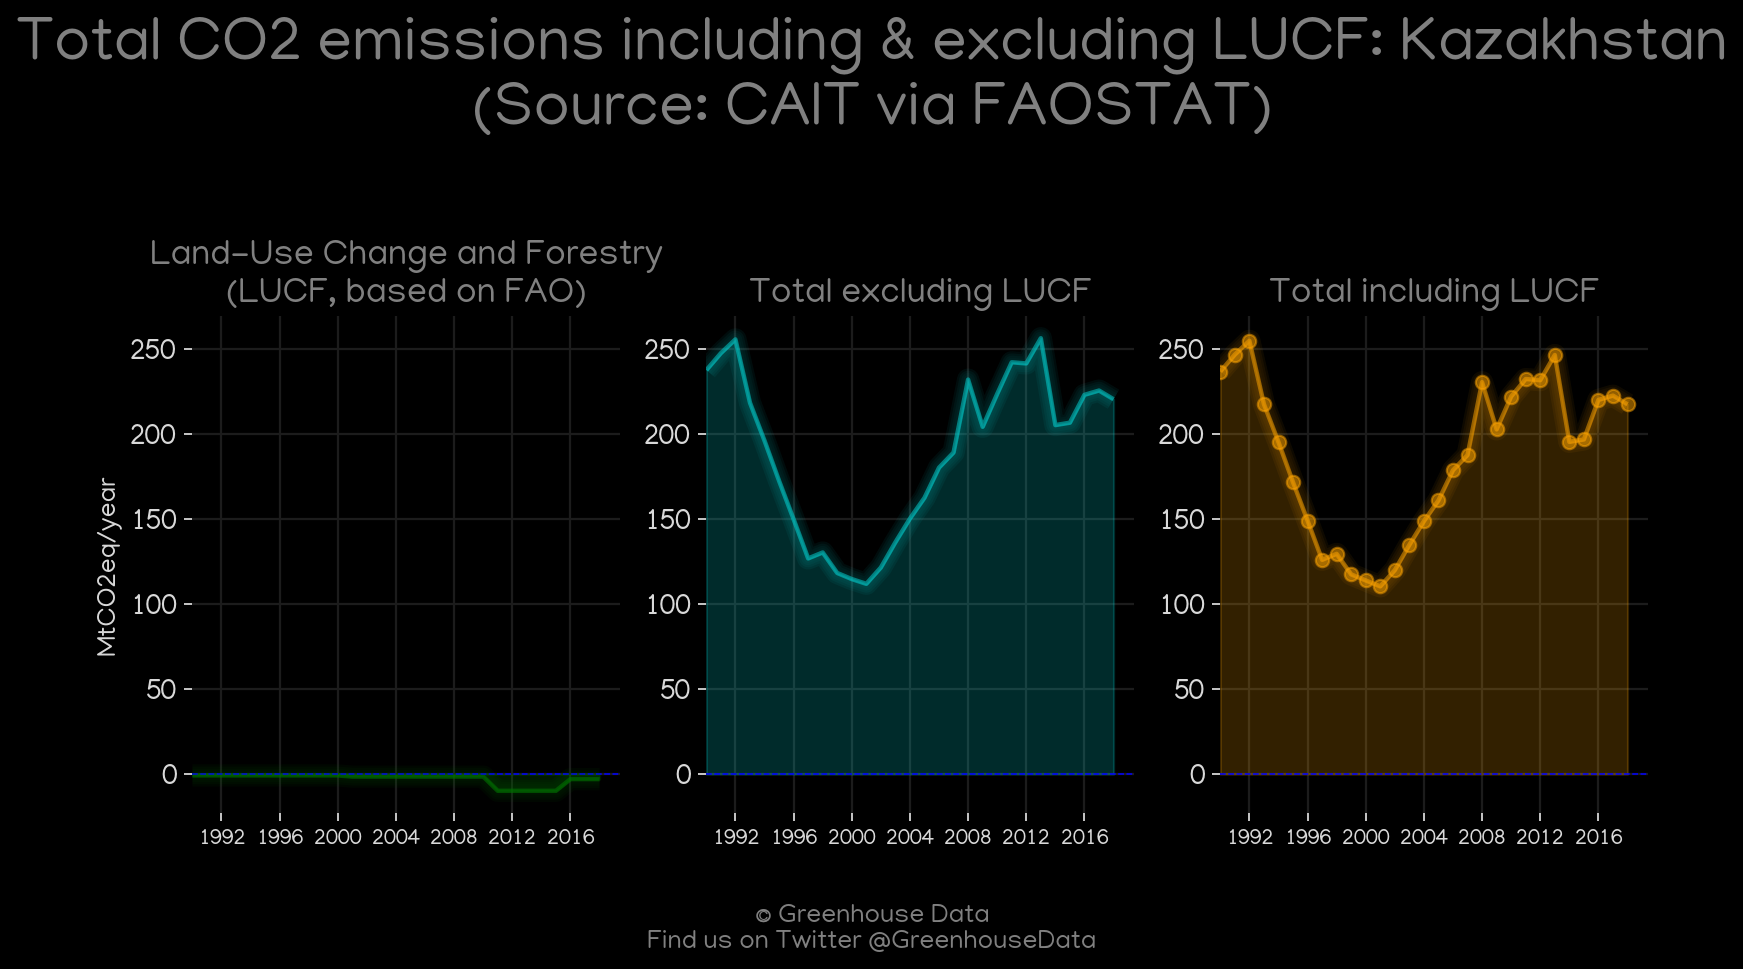 Total CO2 emissions including & excluding LUCF: Kazakhstan
(Source: CAIT via FAOSTAT)
Land-Use Change and Forestry
(LUCF, based on FAO)
Total excluding LUCF
Total including LUCF
MtCO2eq/year
250
200
150
100
50
0
1992 1996 2000 2004 2008 2012 2016
250
200
150
100
50
0
1992 1996 2000 2004 2008 2012 2016
250
200
150
100
50
0
1992 1996 2000 2004 2008 2012 2016
© Greenhouse Data
Find us on Twitter @GreenhouseData